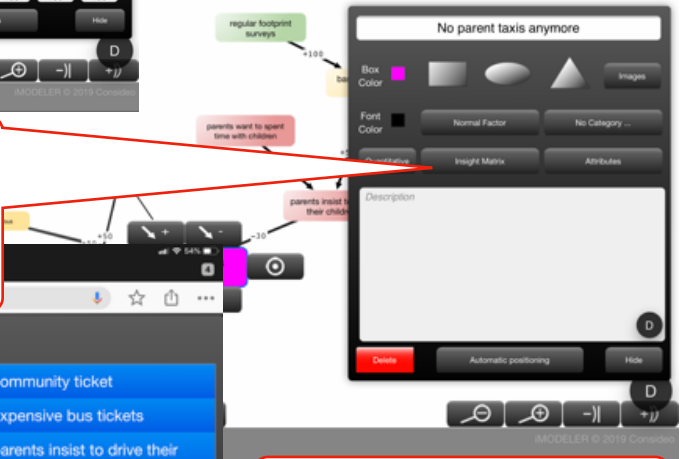 Hide
D
-)|
+))
iMODELER © 2019 Consideo
regular footprint
surveys
+100
parents want to spent
time with children
parents insist
their
+50
-30
+
-
54%
4
ommunity ticket
xpensive bus tickets
arents insist to drive their
No parent taxis anymore
Box
Color
Images
Font
Color
Normal Factor
No Category ...
Quantitative
Insight Matrix
Attributes
Description
D
Delete
Automatic positioning
Hide
D
-)|
+))
iMODELER © 2019 Consideo